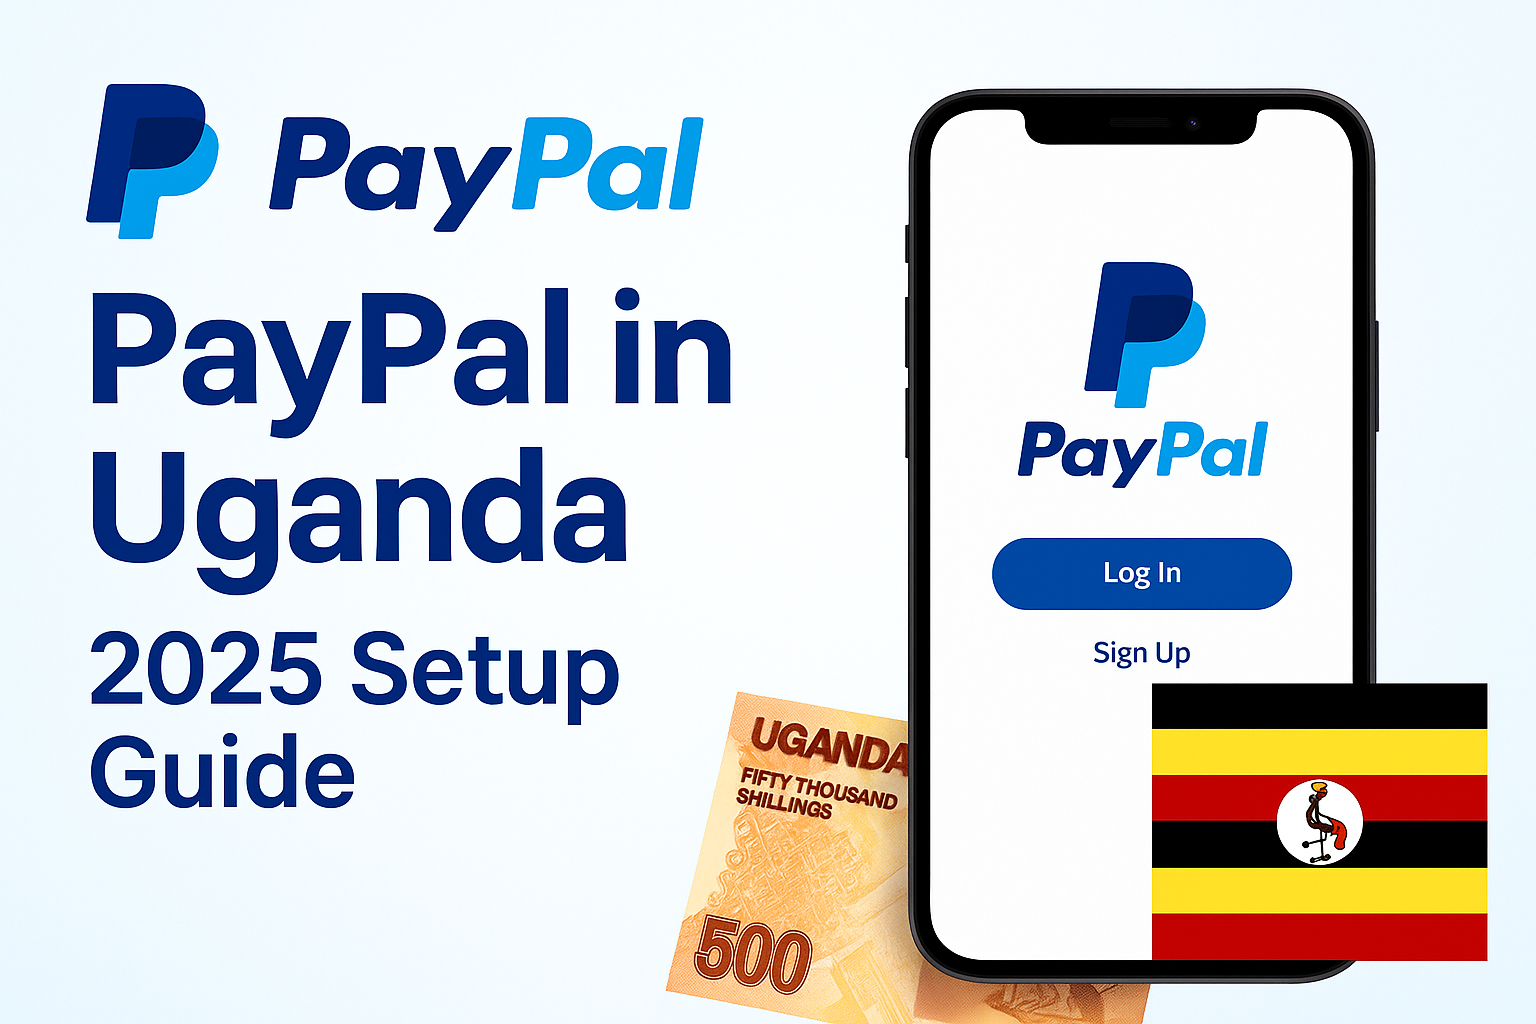 PayPal
PayPal in
Uganda
2025 Setup
Guide
PayPal
Log In
Sign Up
UGANDA
FIFTY THOUSAND
SHILLINGS
500